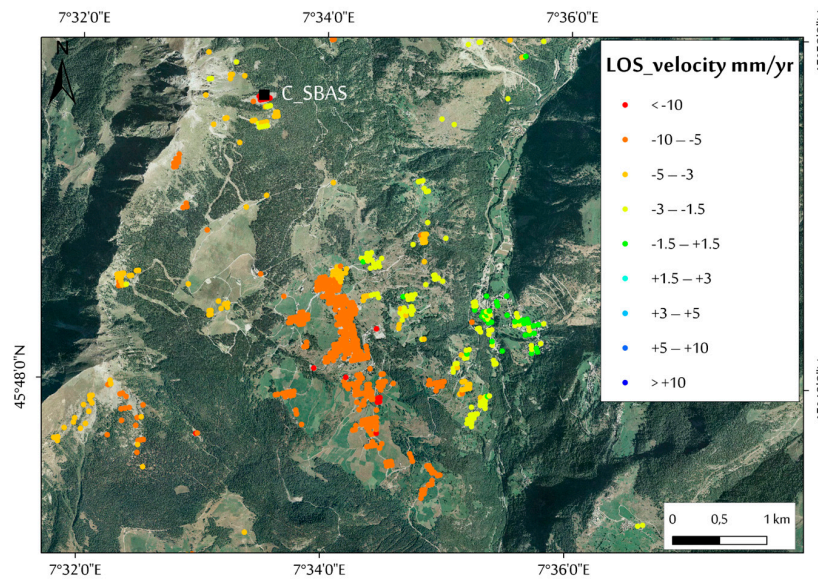 7°32'0"E 7°34'0"E 7°36'0"E
N
C_SBAS
LOS_velocity mm/yr
< -10
-10 – -5
-5 – -3
-3 – -1.5
-1.5 – +1.5
+1.5 – +3
+3 – +5
+5 – +10
> +10
45°48'0"N
0 0,5 1 km
7°32'0"E 7°34'0"E 7°36'0"E